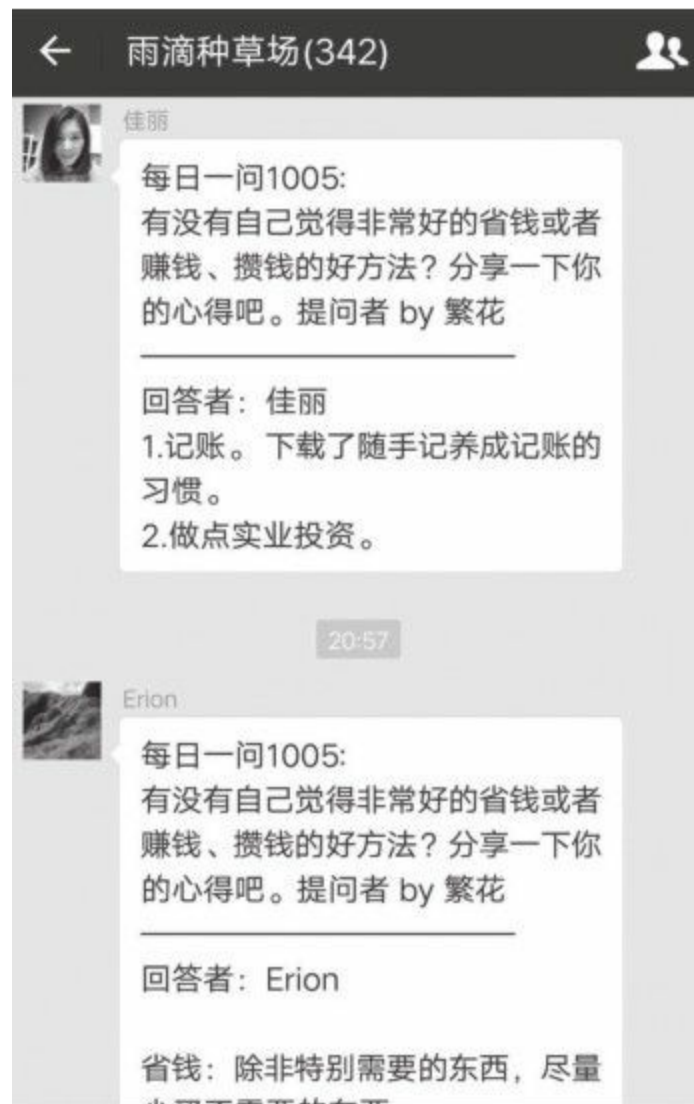 雨滴种草场(342)
佳丽
每日一问1005:
有没有自己觉得非常好的省钱或者
赚钱、攒钱的好方法？分享一下你
的心得吧。提问者 by 繁花
回答者：佳丽
1.记账。 下载了随手记养成记账的
习惯。
2.做点实业投资。
20:57
Erion
每日一问1005:
有没有自己觉得非常好的省钱或者
赚钱、攒钱的好方法？分享一下你
的心得吧。提问者 by 繁花
回答者：Erion
省钱：除非特别需要的东西，尽量